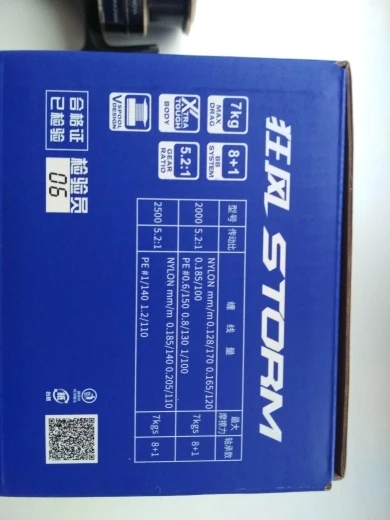 狂风 STORM
7kg
MAX
DRAG
8+1
BB
SYSTEM
XTRA
TOUGH
BODY
5.2:1
GEAR
RATIO
V SPOOL
DESIGN
型号 传动比 缠线量 最大摩擦力 轴承数
2000 5.2:1 NYLON mm/m 0.128/170 0.165/120 7kgs 8+1
0.185/100
PE #0.6/150 0.8/130 1/100
2500 5.2:1 NYLON mm/m 0.185/140 0.205/110 7kgs 8+1
PE #1/140 1.2/110
合格证
已检验
检验员
06